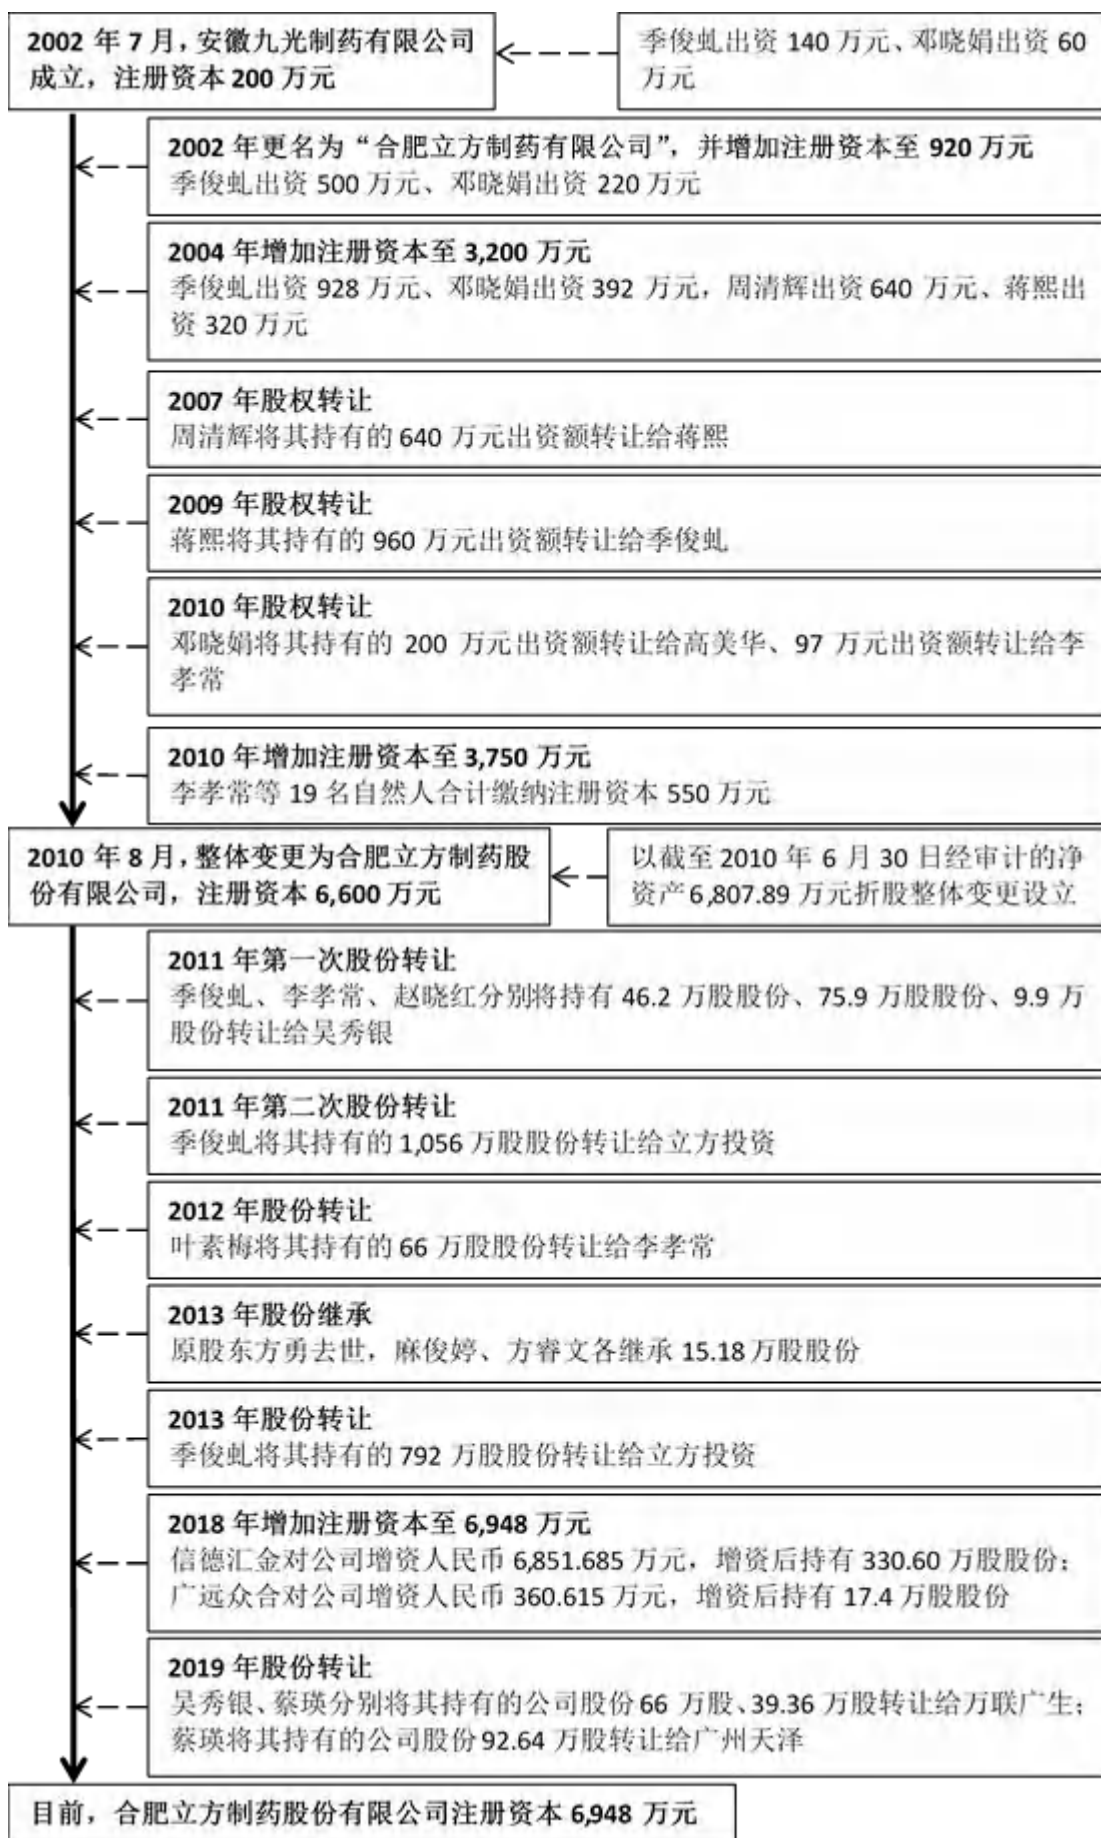 2002 年 7 月，安徽九光制药有限公司
成立，注册资本 200 万元
季俊虬出资 140 万元、邓晓娟出资 60
万元
2002 年更名为“合肥立方制药有限公司”，并增加注册资本至 920 万元
季俊虬出资 500 万元、邓晓娟出资 220 万元
2004 年增加注册资本至 3,200 万元
季俊虬出资 928 万元、邓晓娟出资 392 万元，周清辉出资 640 万元、蒋熙出
资 320 万元
2007 年股权转让
周清辉将其持有的 640 万元出资额转让给蒋熙
2009 年股权转让
蒋熙将其持有的 960 万元出资额转让给季俊虬
2010 年股权转让
邓晓娟将其持有的 200 万元出资额转让给高美华、97 万元出资额转让给李
孝常
2010 年增加注册资本至 3,750 万元
李孝常等 19 名自然人合计缴纳注册资本 550 万元
2010 年 8 月，整体变更为合肥立方制药股
份有限公司，注册资本 6,600 万元
以截至 2010 年 6 月 30 日经审计的净
资产 6,807.89 万元折股整体变更设立
2011 年第一次股份转让
季俊虬、李孝常、赵晓红分别将持有 46.2 万股股份、75.9 万股股份、9.9 万
股份转让给吴秀银
2011 年第二次股份转让
季俊虬将其持有的 1,056 万股股份转让给立方投资
2012 年股份转让
叶素梅将其持有的 66 万股股份转让给李孝常
2013 年股份继承
原股东方勇去世，麻俊婷、方睿文各继承 15.18 万股股份
2013 年股份转让
季俊虬将其持有的 792 万股股份转让给立方投资
2018 年增加注册资本至 6,948 万元
信德汇金对公司增资人民币 6,851.685 万元，增资后持有 330.60 万股股份；
广远众合对公司增资人民币 360.615 万元，增资后持有 17.4 万股股份
2019 年股份转让
吴秀银、蔡瑛分别将其持有的公司股份 66 万股、39.36 万股转让给万联广生；
蔡瑛将其持有的公司股份 92.64 万股转让给广州天泽
目前，合肥立方制药股份有限公司注册资本 6,948 万元